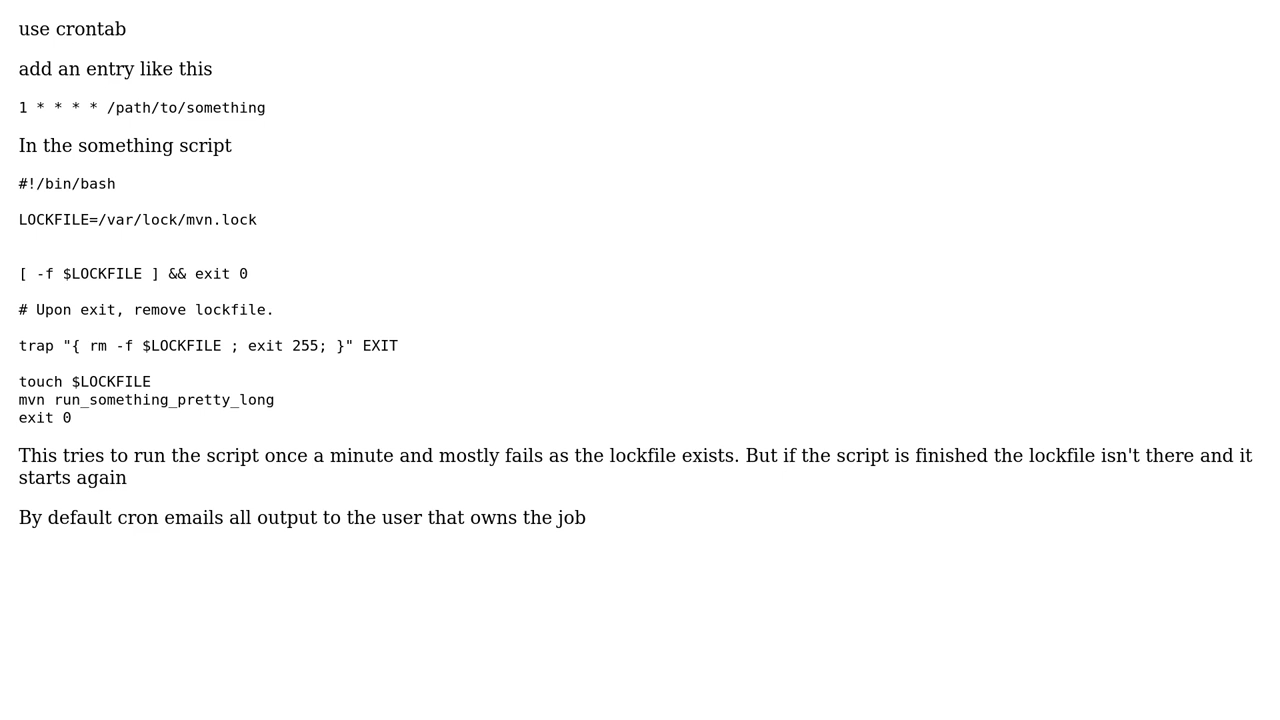 use crontab
add an entry like this
1 * * * * /path/to/something
In the something script
#!/bin/bash
LOCKFILE=/var/lock/mvn.lock
[ -f $LOCKFILE ] && exit 0
# Upon exit, remove lockfile.
trap "{ rm -f $LOCKFILE ; exit 255; }" EXIT
touch $LOCKFILE
mvn run_something_pretty_long
exit 0
This tries to run the script once a minute and mostly fails as the lockfile exists. But if the script is finished the lockfile isn't there and it
starts again
By default cron emails all output to the user that owns the job